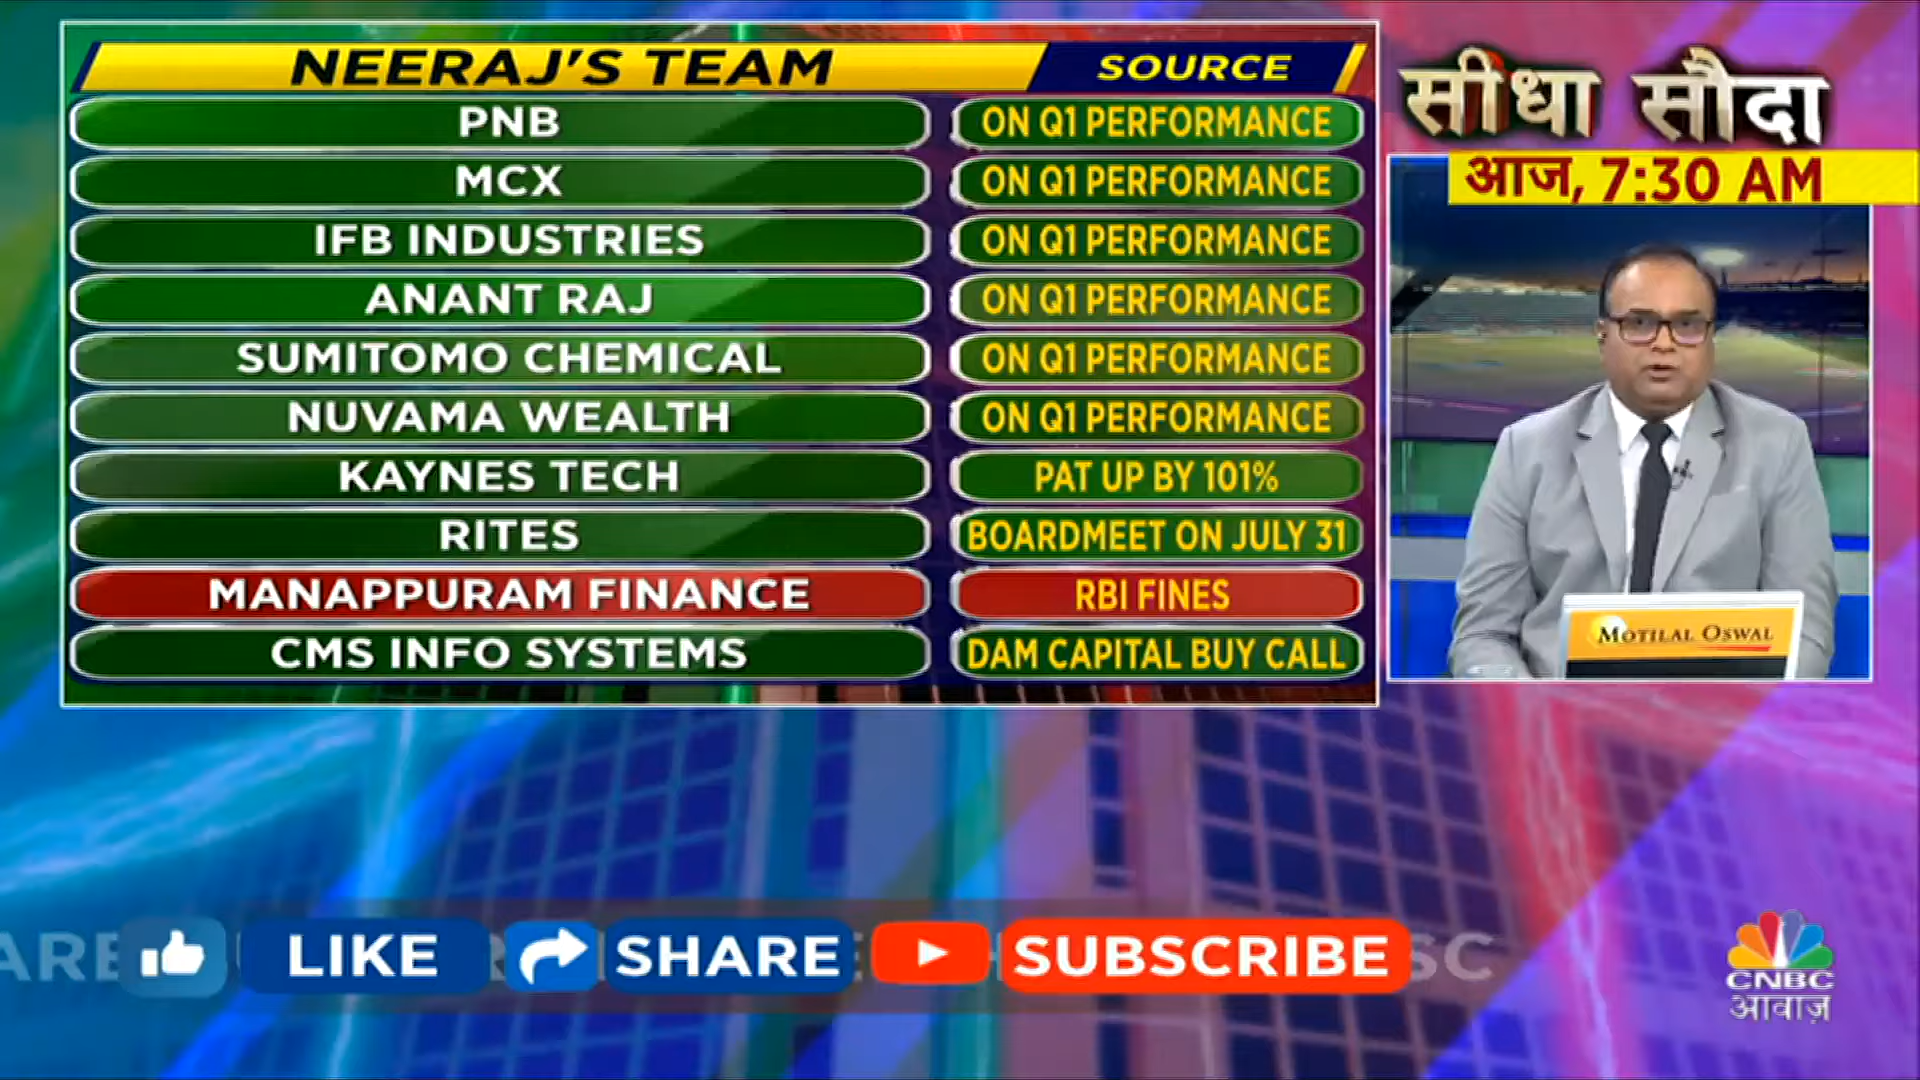 NEERAJ'S TEAM SOURCE
PNB ON Q1 PERFORMANCE
MCX ON Q1 PERFORMANCE
IFB INDUSTRIES ON Q1 PERFORMANCE
ANANT RAJ ON Q1 PERFORMANCE
SUMITOMO CHEMICAL ON Q1 PERFORMANCE
NUVAMA WEALTH ON Q1 PERFORMANCE
KAYNES TECH PAT UP BY 101%
RITES BOARDMEET ON JULY 31
MANAPPURAM FINANCE RBI FINES
CMS INFO SYSTEMS DAM CAPITAL BUY CALL
सीधा सौदा
आज, 7:30 AM
MOTILAL OSWAL
LIKE SHARE SUBSCRIBE
CNBC
आवाज़